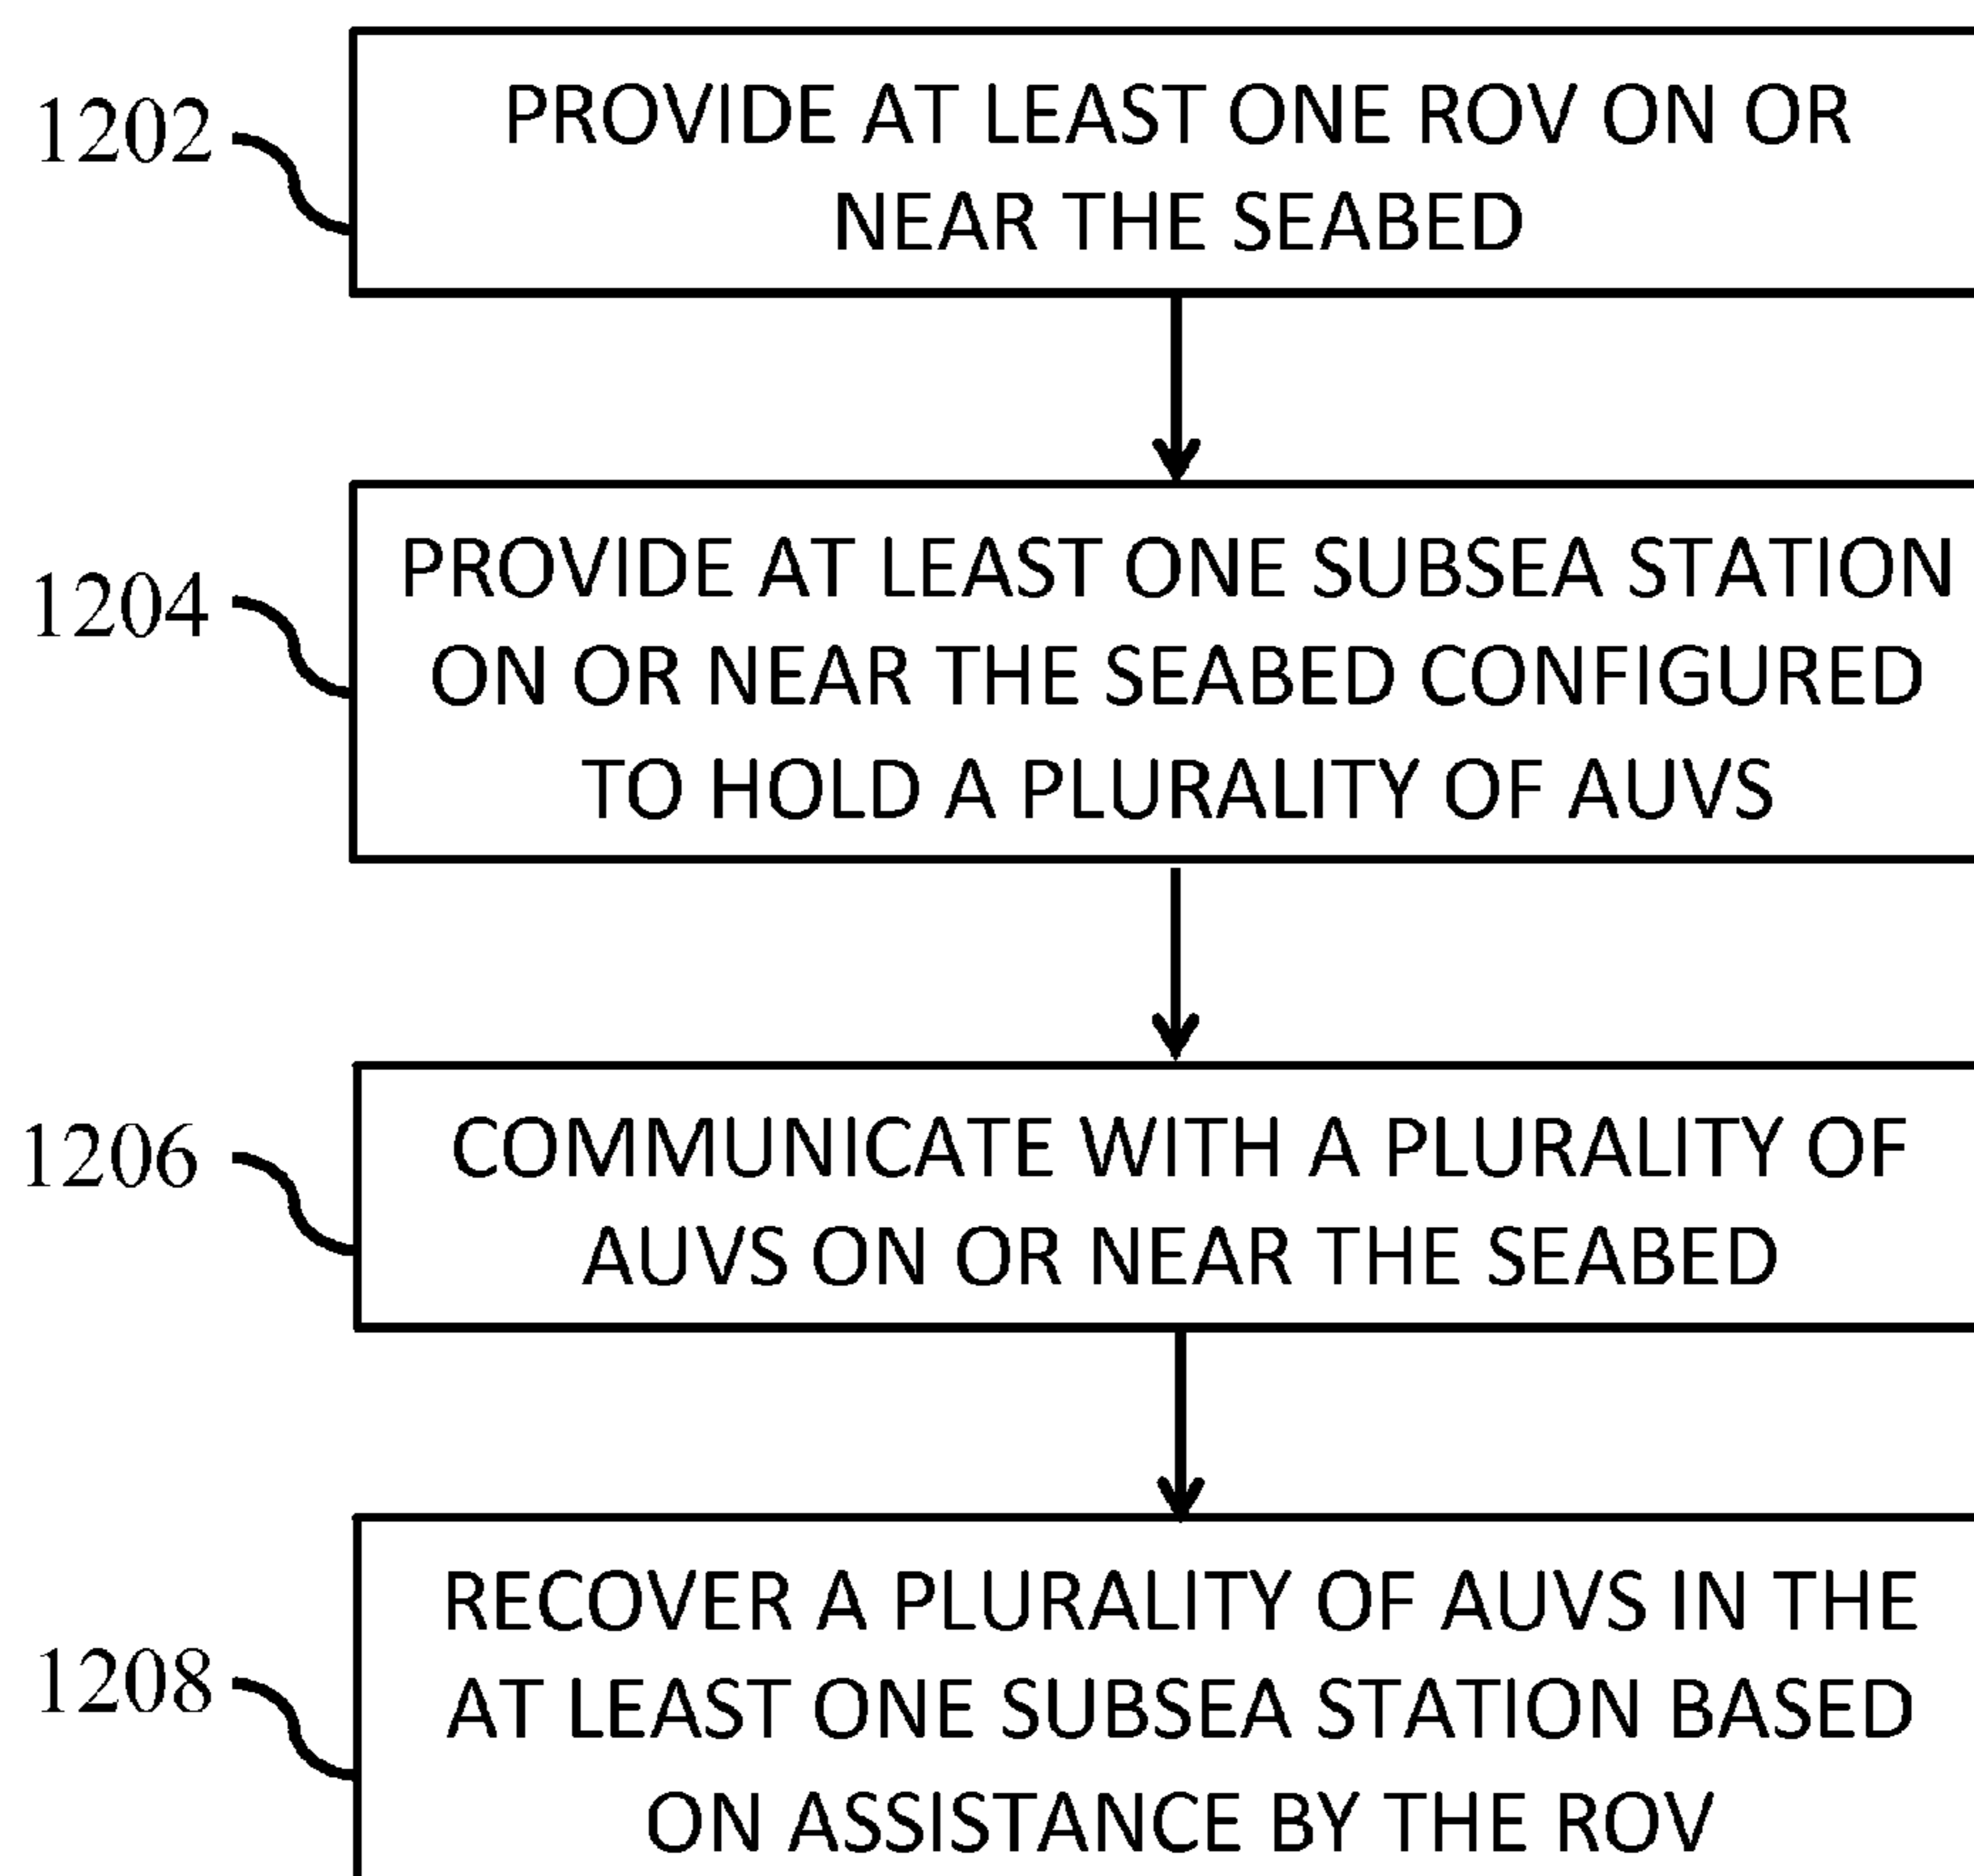 1202
PROVIDE AT LEAST ONE ROV ON OR
NEAR THE SEABED
1204
PROVIDE AT LEAST ONE SUBSEA STATION
ON OR NEAR THE SEABED CONFIGURED
TO HOLD A PLURALITY OF AUVS
1206
COMMUNICATE WITH A PLURALITY OF
AUVS ON OR NEAR THE SEABED
1208
RECOVER A PLURALITY OF AUVS IN THE
AT LEAST ONE SUBSEA STATION BASED
ON ASSISTANCE BY THE ROV